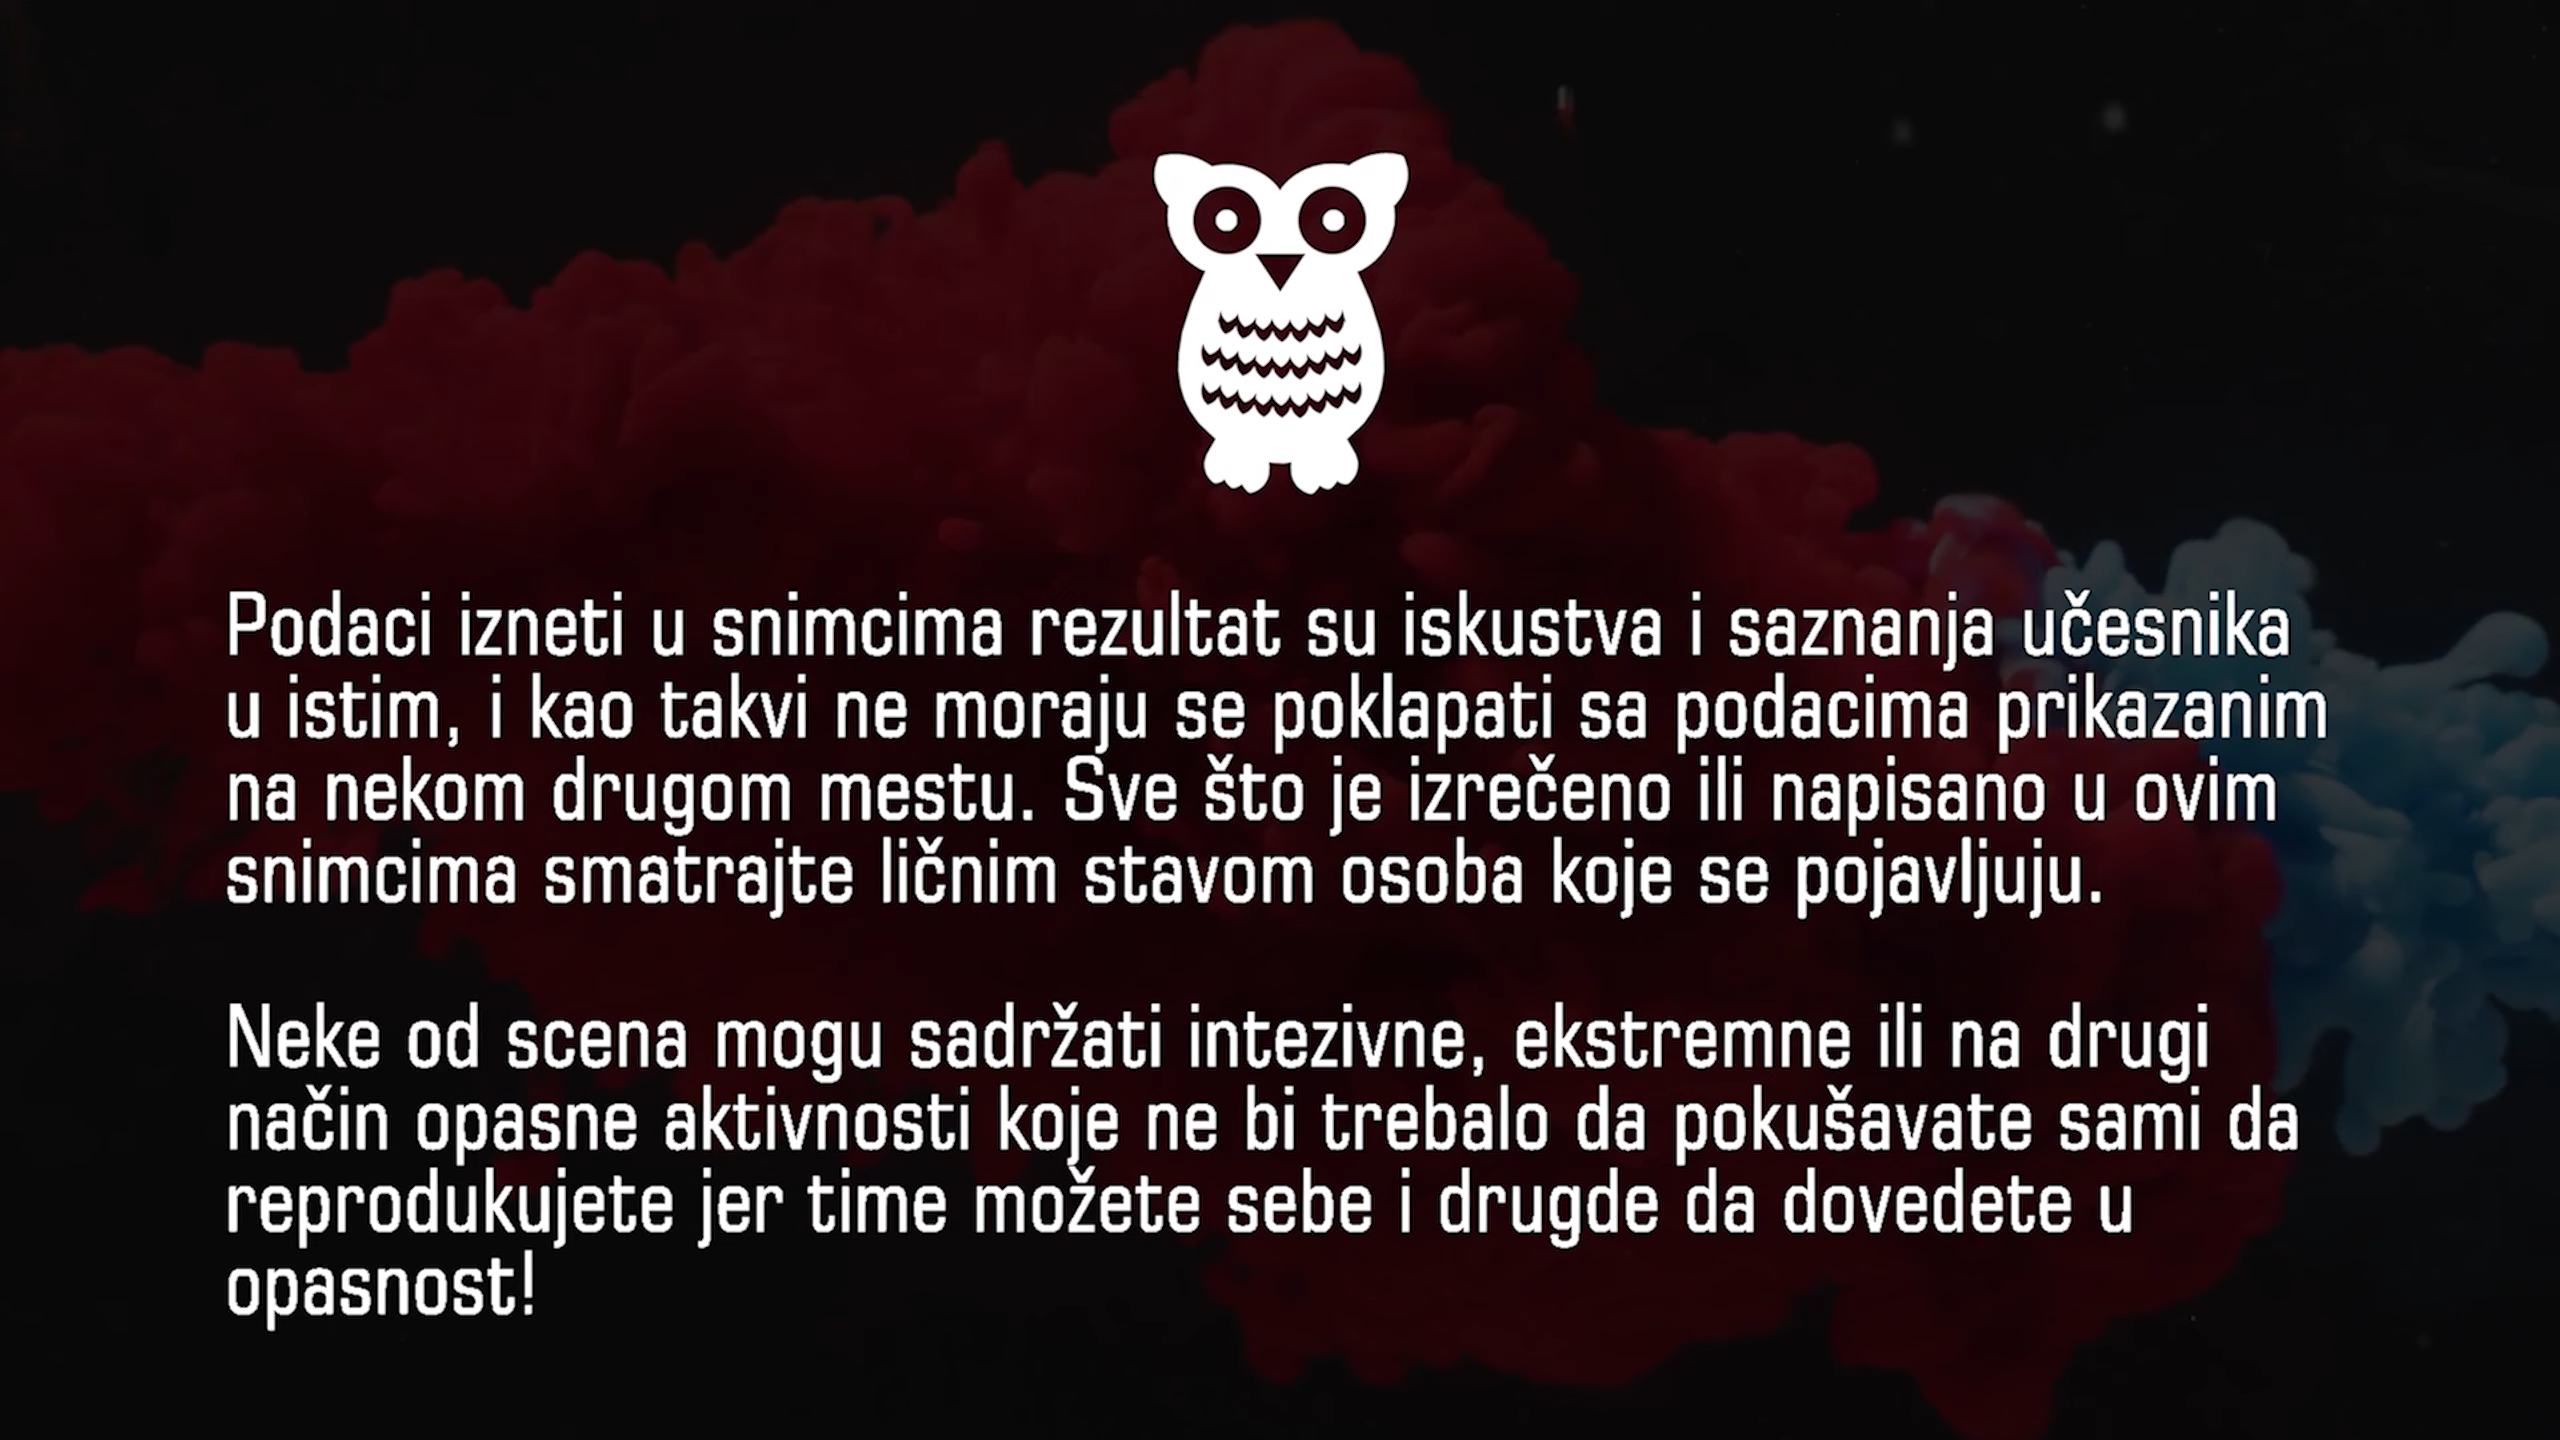 Podaci izneti u snimcima rezultat su iskustva i saznanja učesnika
u istim, i kao takvi ne moraju se poklapati sa podacima prikazanim
na nekom drugom mestu. Sve što je izrečeno ili napisano u ovim
snimcima smatrajte ličnim stavom osoba koje se pojavljuju.
Neke od scena mogu sadržati intezivne, ekstremne ili na drugi
način opasne aktivnosti koje ne bi trebalo da pokušavate sami da
reprodukujete jer time možete sebe i drugde da dovedete u
opasnost!